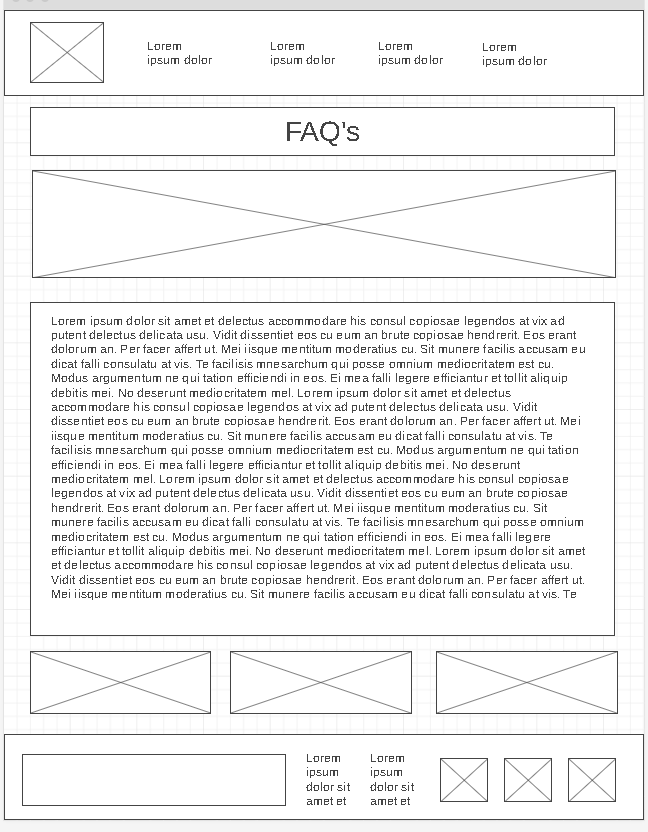 Lorem ipsum dolor
Lorem ipsum dolor
Lorem ipsum dolor
Lorem ipsum dolor
FAQ's
Lorem ipsum dolor sit amet et delectus accommodare his consul copiosae legendos at vix ad
putent delectus delicata usu. Vidit dissentiet eos cu eum an brute copiosae hendrerit. Eos erant
dolorum an. Per facer affert ut. Mei iisque mentitum moderatius cu. Sit munere facilis accusam eu
dicat falli consulatu at vis. Te facilisis mnesarchum qui posse omnium mediocritatem est cu.
Modus argumentum ne qui tation efficiendi in eos. Ei mea falli legere efficiantur et tollit aliquip
debitis mei. No deserunt mediocritatem mel. Lorem ipsum dolor sit amet et delectus
accommodare his consul copiosae legendos at vix ad putent delectus delicata usu. Vidit
dissentiet eos cu eum an brute copiosae hendrerit. Eos erant dolorum an. Per facer affert ut. Mei
iisque mentitum moderatius cu. Sit munere facilis accusam eu dicat falli consulatu at vis. Te
facilisis mnesarchum qui posse omnium mediocritatem est cu. Modus argumentum ne qui tation
efficiendi in eos. Ei mea falli legere efficiantur et tollit aliquip debitis mei. No deserunt
mediocritatem mel. Lorem ipsum dolor sit amet et delectus accommodare his consul copiosae
legendos at vix ad putent delectus delicata usu. Vidit dissentiet eos cu eum an brute copiosae
hendrerit. Eos erant dolorum an. Per facer affert ut. Mei iisque mentitum moderatius cu. Sit
munere facilis accusam eu dicat falli consulatu at vis. Te facilisis mnesarchum qui posse omnium
mediocritatem est cu. Modus argumentum ne qui tation efficiendi in eos. Ei mea falli legere
efficiantur et tollit aliquip debitis mei. No deserunt mediocritatem mel. Lorem ipsum dolor sit amet
et delectus accommodare his consul copiosae legendos at vix ad putent delectus delicata usu.
Vidit dissentiet eos cu eum an brute copiosae hendrerit. Eos erant dolorum an. Per facer affert ut.
Mei iisque mentitum moderatius cu. Sit munere facilis accusam eu dicat falli consulatu at vis. Te
Lorem
ipsum
dolor sit
amet et
Lorem
ipsum
dolor sit
amet et